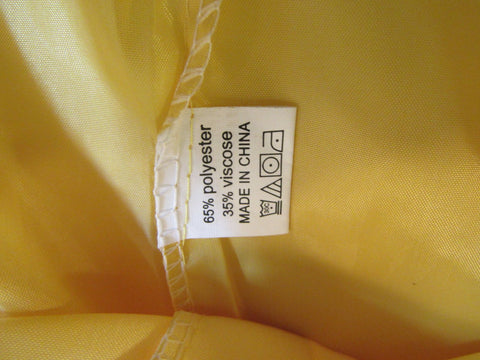 65% polyester
35% viscose
MADE IN CHINA